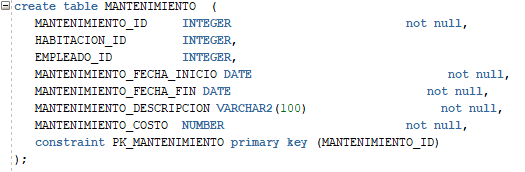 create table MANTENIMIENTO (
MANTENIMIENTO_ID INTEGER not null,
HABITACION_ID INTEGER,
EMPLEADO_ID INTEGER,
MANTENIMIENTO_FECHA_INICIO DATE not null,
MANTENIMIENTO_FECHA_FIN DATE not null,
MANTENIMIENTO_DESCRIPCION VARCHAR2(100) not null,
MANTENIMIENTO_COSTO NUMBER not null,
constraint PK_MANTENIMIENTO primary key (MANTENIMIENTO_ID)
);